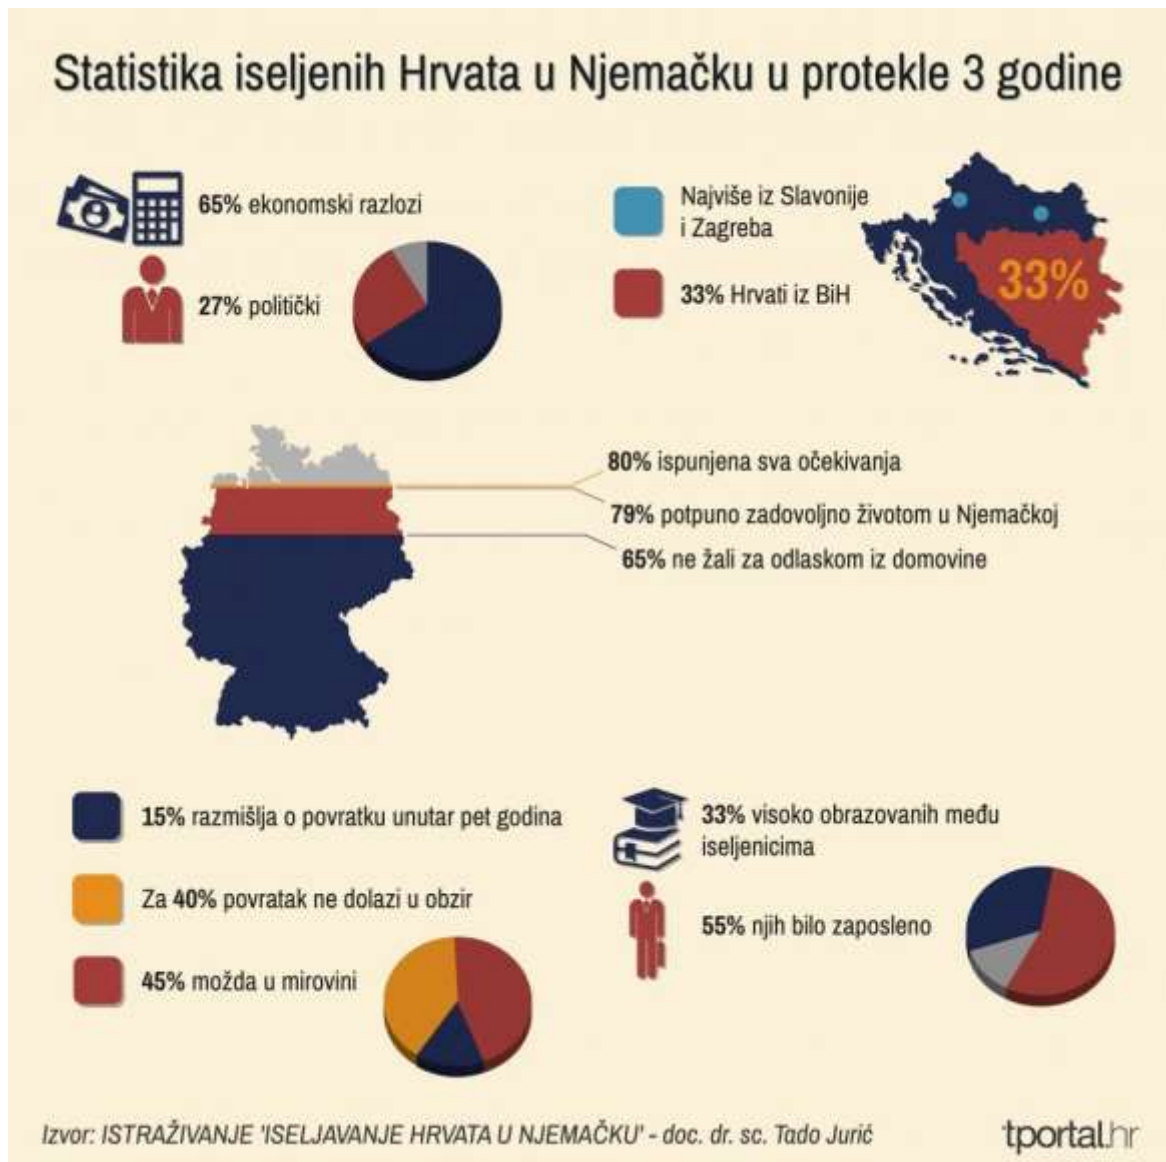 Statistika iseljenih Hrvata u Njemačku u protekle 3 godine
65% ekonomski razlozi
27% politički
Najviše iz Slavonije
i Zagreba
33% Hrvati iz BiH
33%
80% ispunjena sva očekivanja
79% potpuno zadovoljno životom u Njemačkoj
65% ne žali za odlaskom iz domovine
15% razmišlja o povratku unutar pet godina
Za 40% povratak ne dolazi u obzir
45% možda u mirovini
33% visoko obrazovanih među
iseljenicima
55% njih bilo zaposleno
Izvor: ISTRAŽIVANJE 'ISELJAVANJE HRVATA U NJEMAČKU' - doc. dr. sc. Tado Jurić
tportal.hr